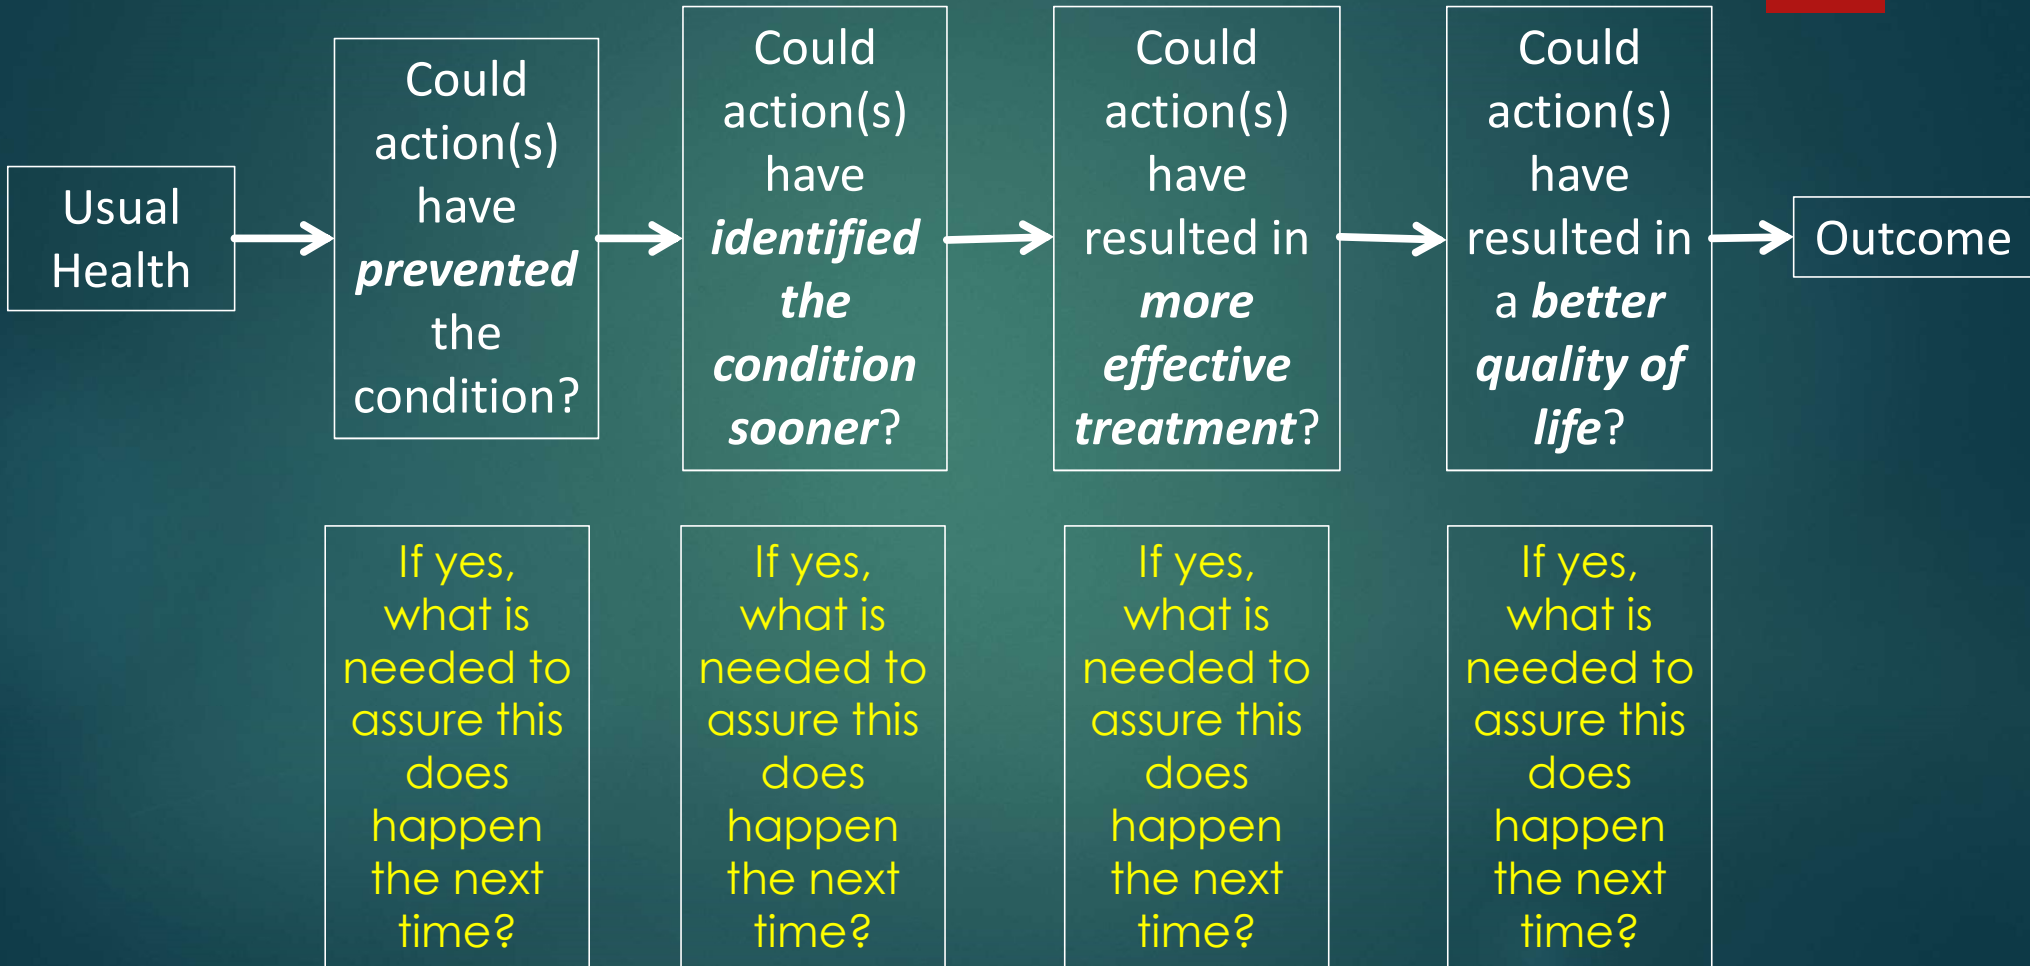 Usual
Health
Could
action(s)
have
prevented
the
condition?
Could
action(s)
have
identified
the
condition
sooner?
Could
action(s)
have
resulted in
more
effective
treatment?
Could
action(s)
have
resulted in
a better
quality of
life?
Outcome
If yes,
what is
needed to
assure this
does
happen
the next
time?
If yes,
what is
needed to
assure this
does
happen
the next
time?
If yes,
what is
needed to
assure this
does
happen
the next
time?
If yes,
what is
needed to
assure this
does
happen
the next
time?